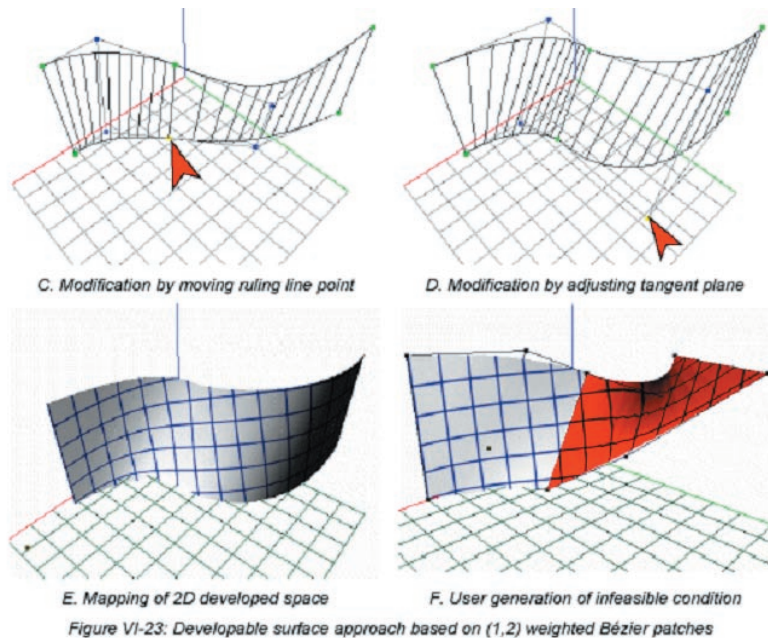 C. Modification by moving ruling line point
D. Modification by adjusting tangent plane
E. Mapping of 2D developed space
F. User generation of infeasible condition
Figure VI-23: Developable surface approach based on (1,2) weighted Bézier patches